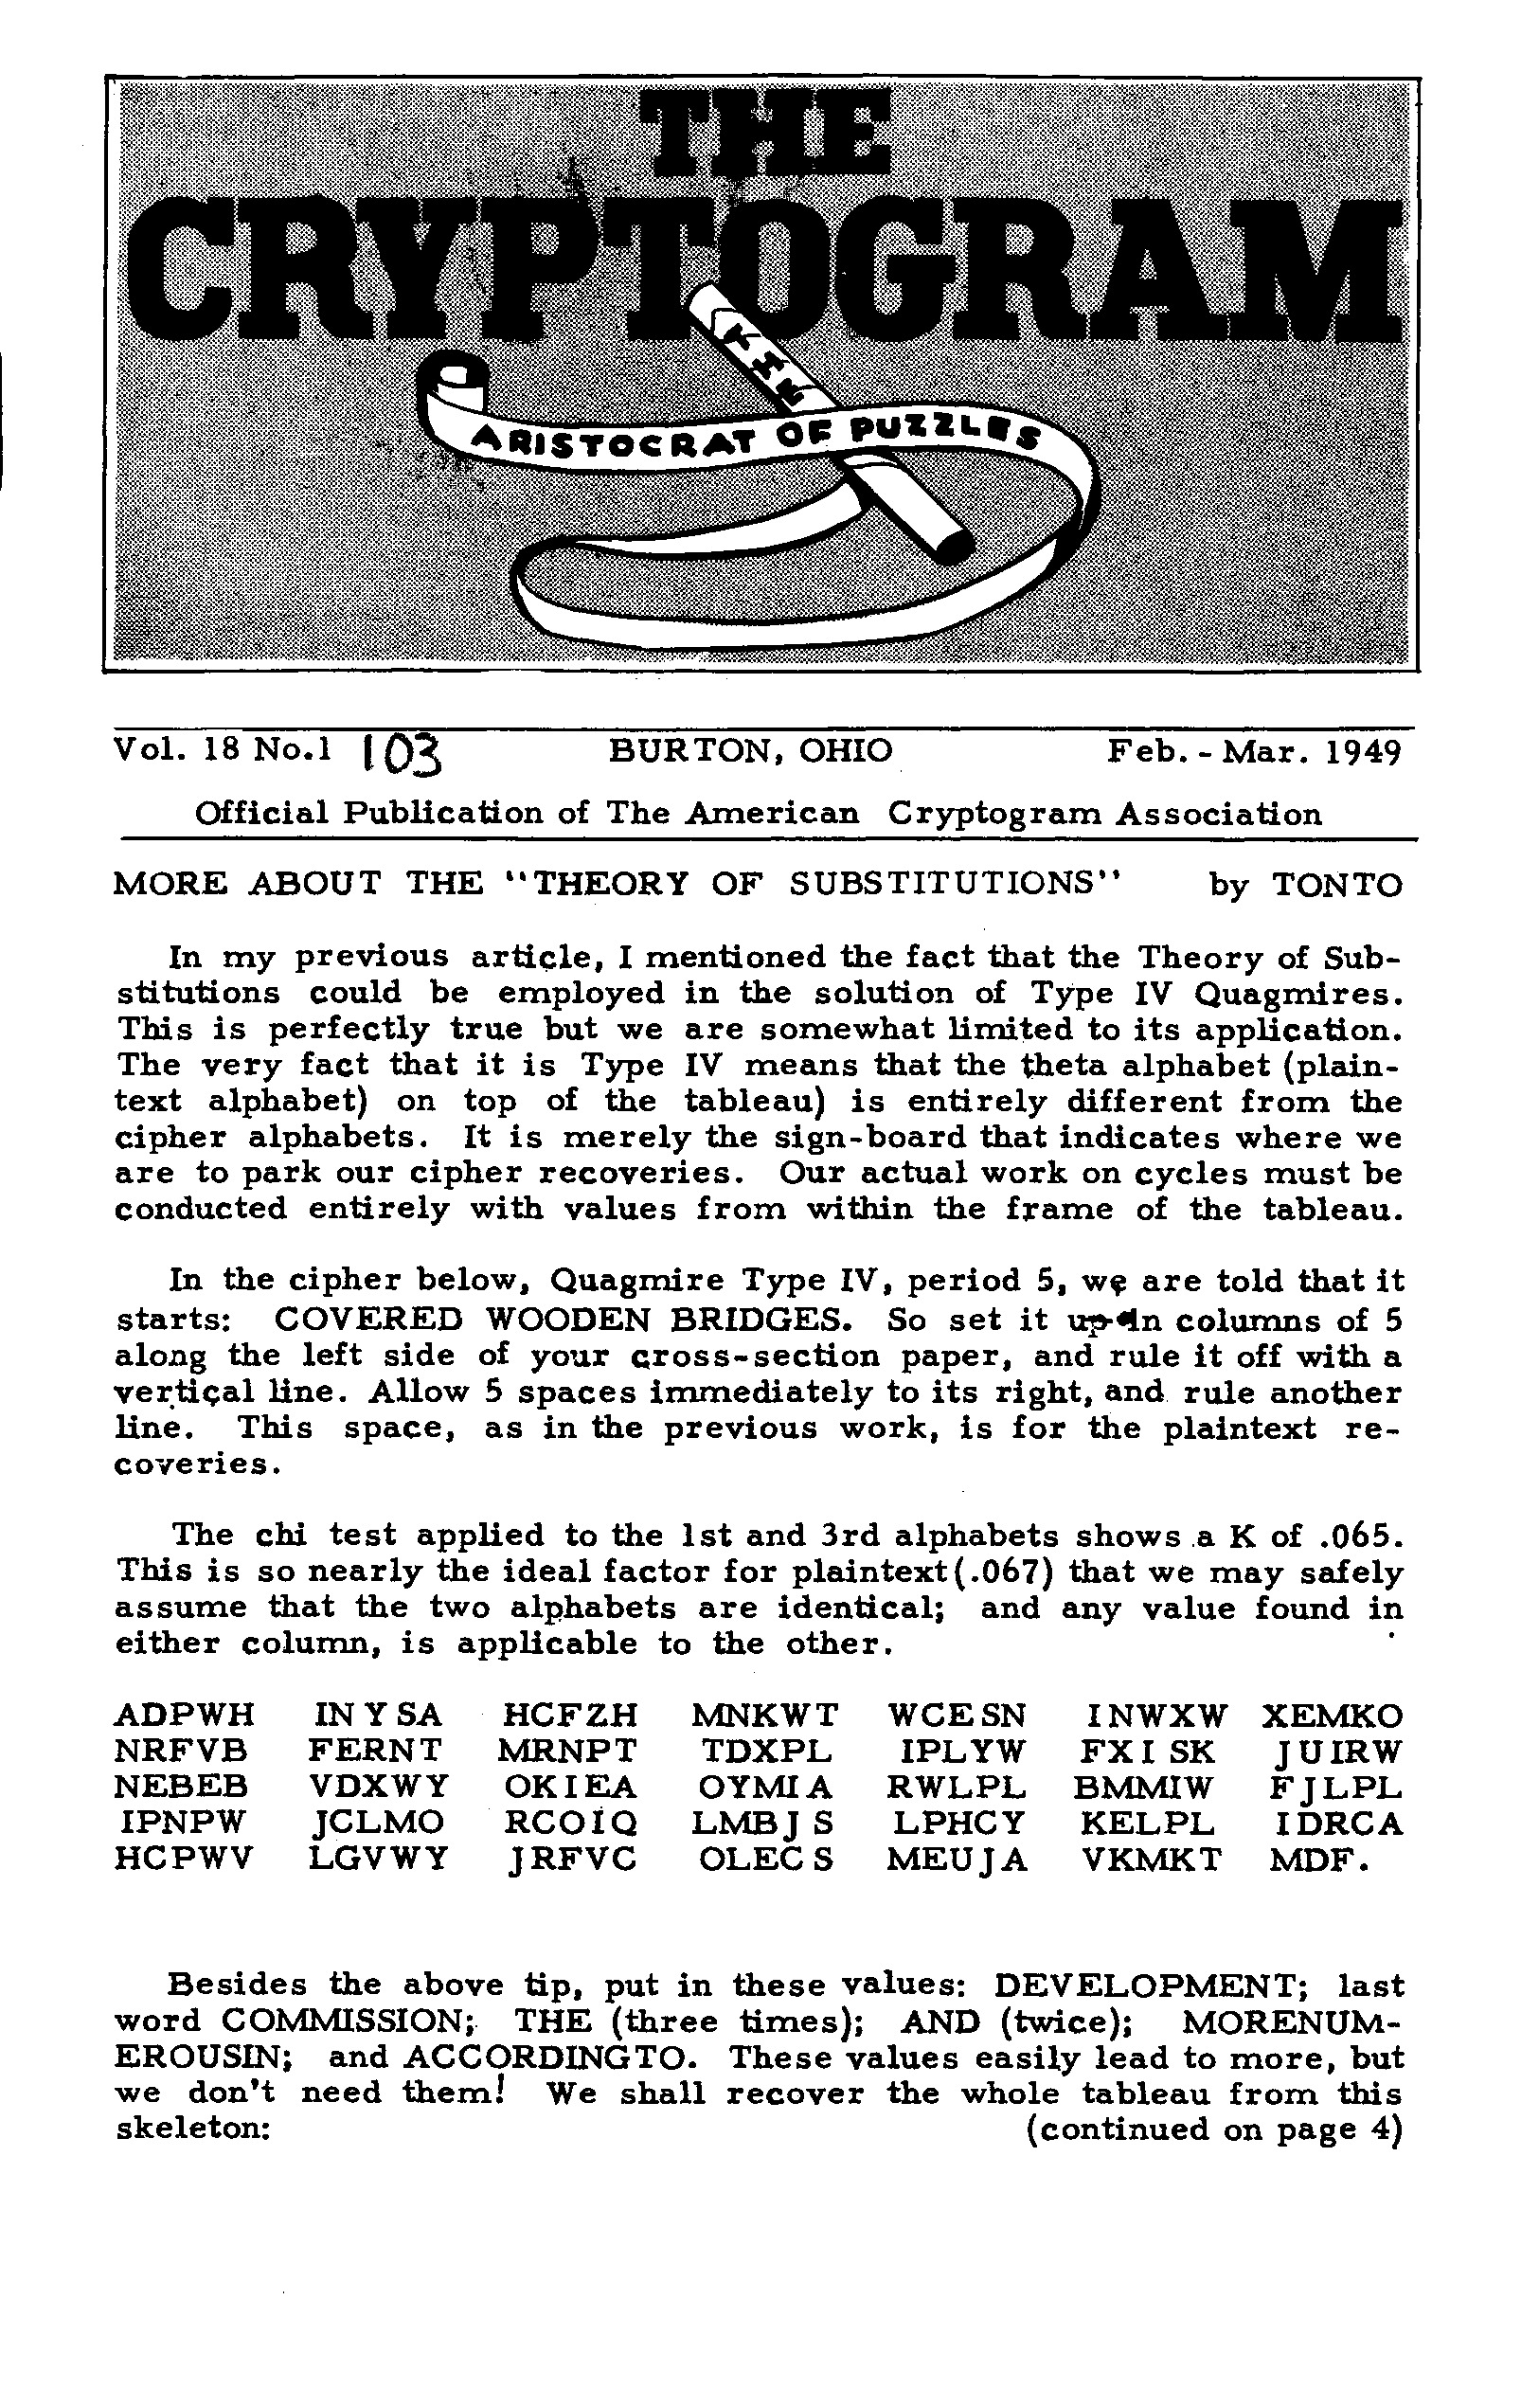 THE
CRYPTOGRAM
THE
ARISTOCRAT OF PUZZLES
Vol. 18 No.1 103 BURTON, OHIO Feb. - Mar. 1949
Official Publication of The American Cryptogram Association
MORE ABOUT THE "THEORY OF SUBSTITUTIONS" by TONTO
In my previous article, I mentioned the fact that the Theory of Sub-
stitutions could be employed in the solution of Type IV Quagmires.
This is perfectly true but we are somewhat limited to its application.
The very fact that it is Type IV means that the theta alphabet (plain-
text alphabet) on top of the tableau) is entirely different from the
cipher alphabets. It is merely the sign-board that indicates where we
are to park our cipher recoveries. Our actual work on cycles must be
conducted entirely with values from within the frame of the tableau.
In the cipher below, Quagmire Type IV, period 5, we are told that it
starts: COVERED WOODEN BRIDGES. So set it up in columns of 5
along the left side of your cross-section paper, and rule it off with a
vertical line. Allow 5 spaces immediately to its right, and rule another
line. This space, as in the previous work, is for the plaintext re-
coveries.
The chi test applied to the 1st and 3rd alphabets shows a K of .065.
This is so nearly the ideal factor for plaintext(.067) that we may safely
assume that the two alphabets are identical; and any value found in
either column, is applicable to the other.
ADPWH INYSA HCFZH MNKWT WCESN INWXW XEMKO
NRFVB FERNT MRNPT TDXPL IPLYW FXISK JUIRW
NEBEB VDXWY OKIEA OYMIA RWLPL BMMIW FJLPL
IPNPW JCLMO RCOIQ LMBJS LPHCY KELPL IDRCA
HCPWV LGVWY JRFVC OLECS MEUJA VKMKT MDF.
Besides the above tip, put in these values: DEVELOPMENT; last
word COMMISSION; THE (three times); AND (twice); MORENUM-
EROUSIN; and ACCORDINGTO. These values easily lead to more, but
we don't need them! We shall recover the whole tableau from this
skeleton: (continued on page 4)